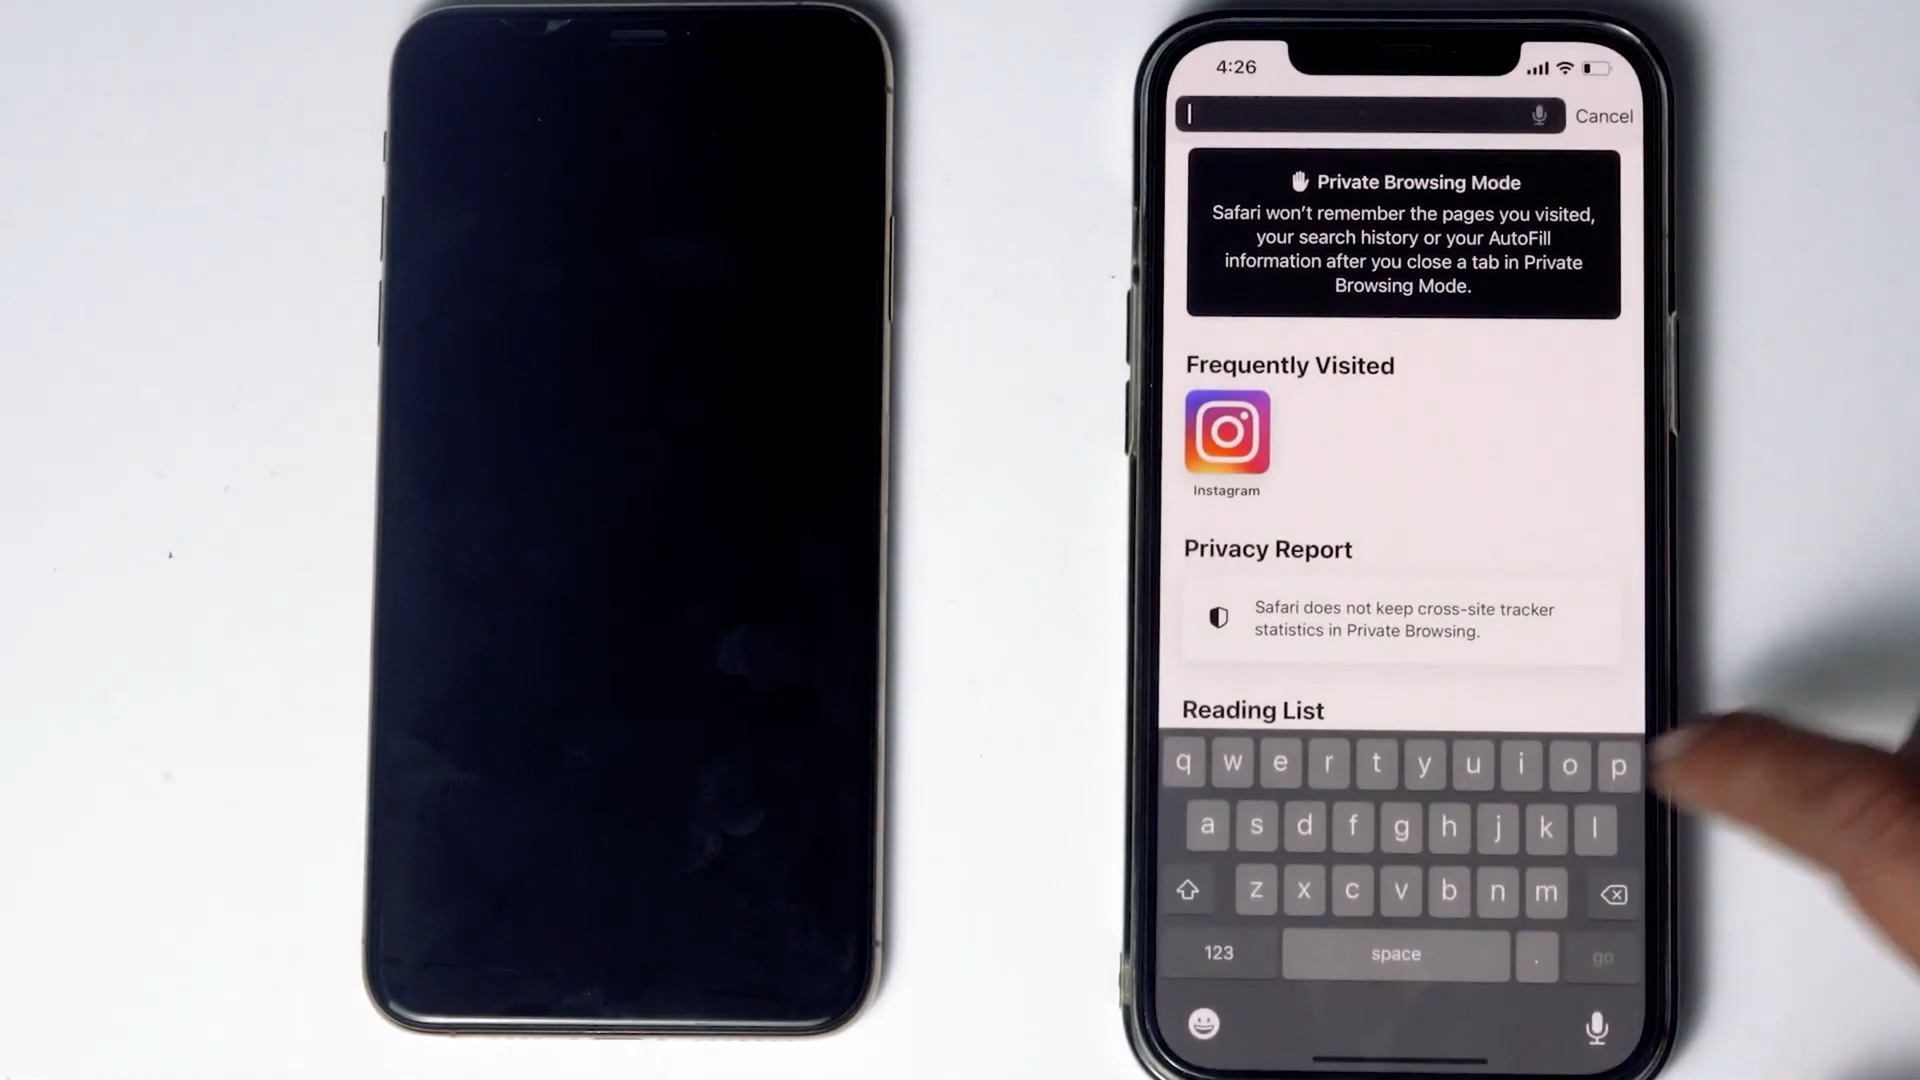 4:26
Cancel
Private Browsing Mode
Safari won't remember the pages you visited,
your search history or your AutoFill
information after you close a tab in Private
Browsing Mode.
Frequently Visited
Instagram
Privacy Report
Safari does not keep cross-site tracker
statistics in Private Browsing.
Reading List
q w e r t y u i o p
a s d f g h j k l
z x c v b n m
123 space . go